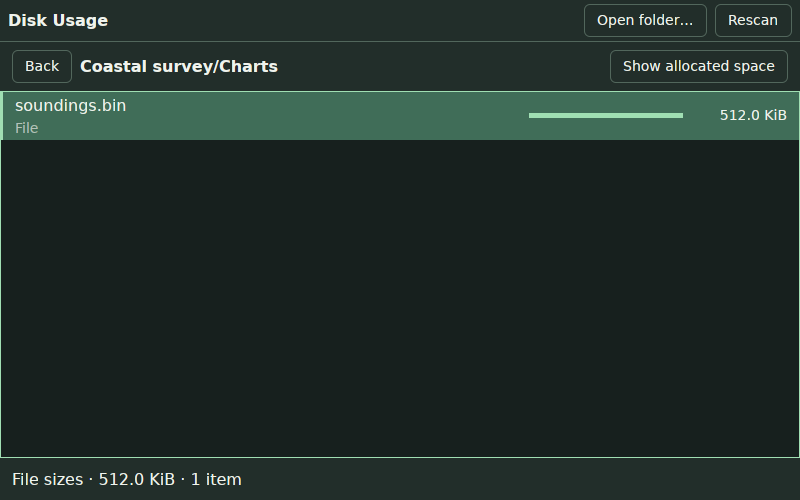 Disk Usage
Open folder...
Rescan
Back
Coastal survey/Charts
Show allocated space
soundings.bin
File
512.0 KiB
File sizes · 512.0 KiB · 1 item